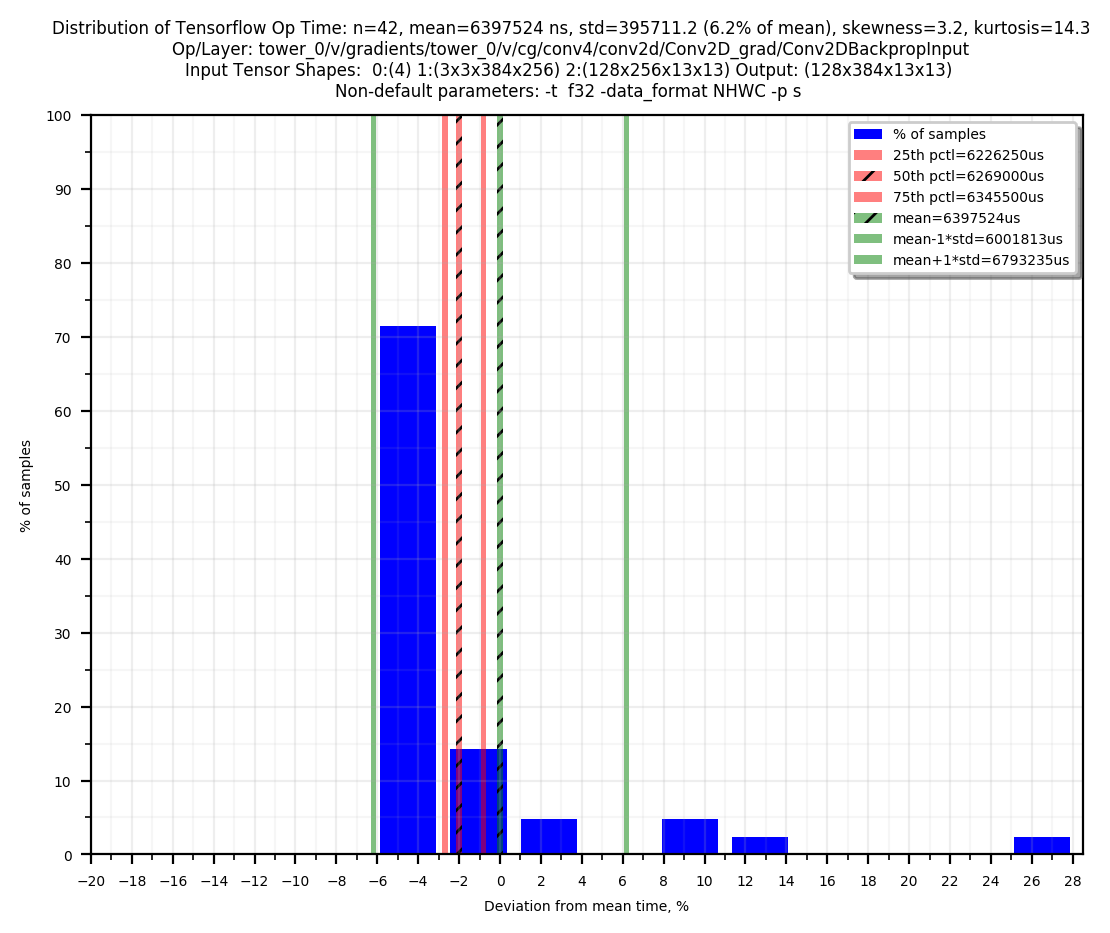 Distribution of Tensorflow Op Time: n=42, mean=6397524 ns, std=395711.2 (6.2% of mean), skewness=3.2, kurtosis=14.3
Op/Layer: tower_0/v/gradients/tower_0/v/cg/conv4/conv2d/Conv2D_grad/Conv2DBackpropInput
Input Tensor Shapes:  0:(4) 1:(3x3x384x256) 2:(128x256x13x13) Output: (128x384x13x13)
Non-default parameters: -t  f32 -data_format NHWC -p s
% of samples
25th pctl=6226250us
50th pctl=6269000us
75th pctl=6345500us
mean=6397524us
mean-1*std=6001813us
mean+1*std=6793235us
100
90
80
70
60
50
40
30
20
10
0
% of samples
−20 −18 −16 −14 −12 −10 −8 −6 −4 −2 0 2 4 6 8 10 12 14 16 18 20 22 24 26 28
Deviation from mean time, %